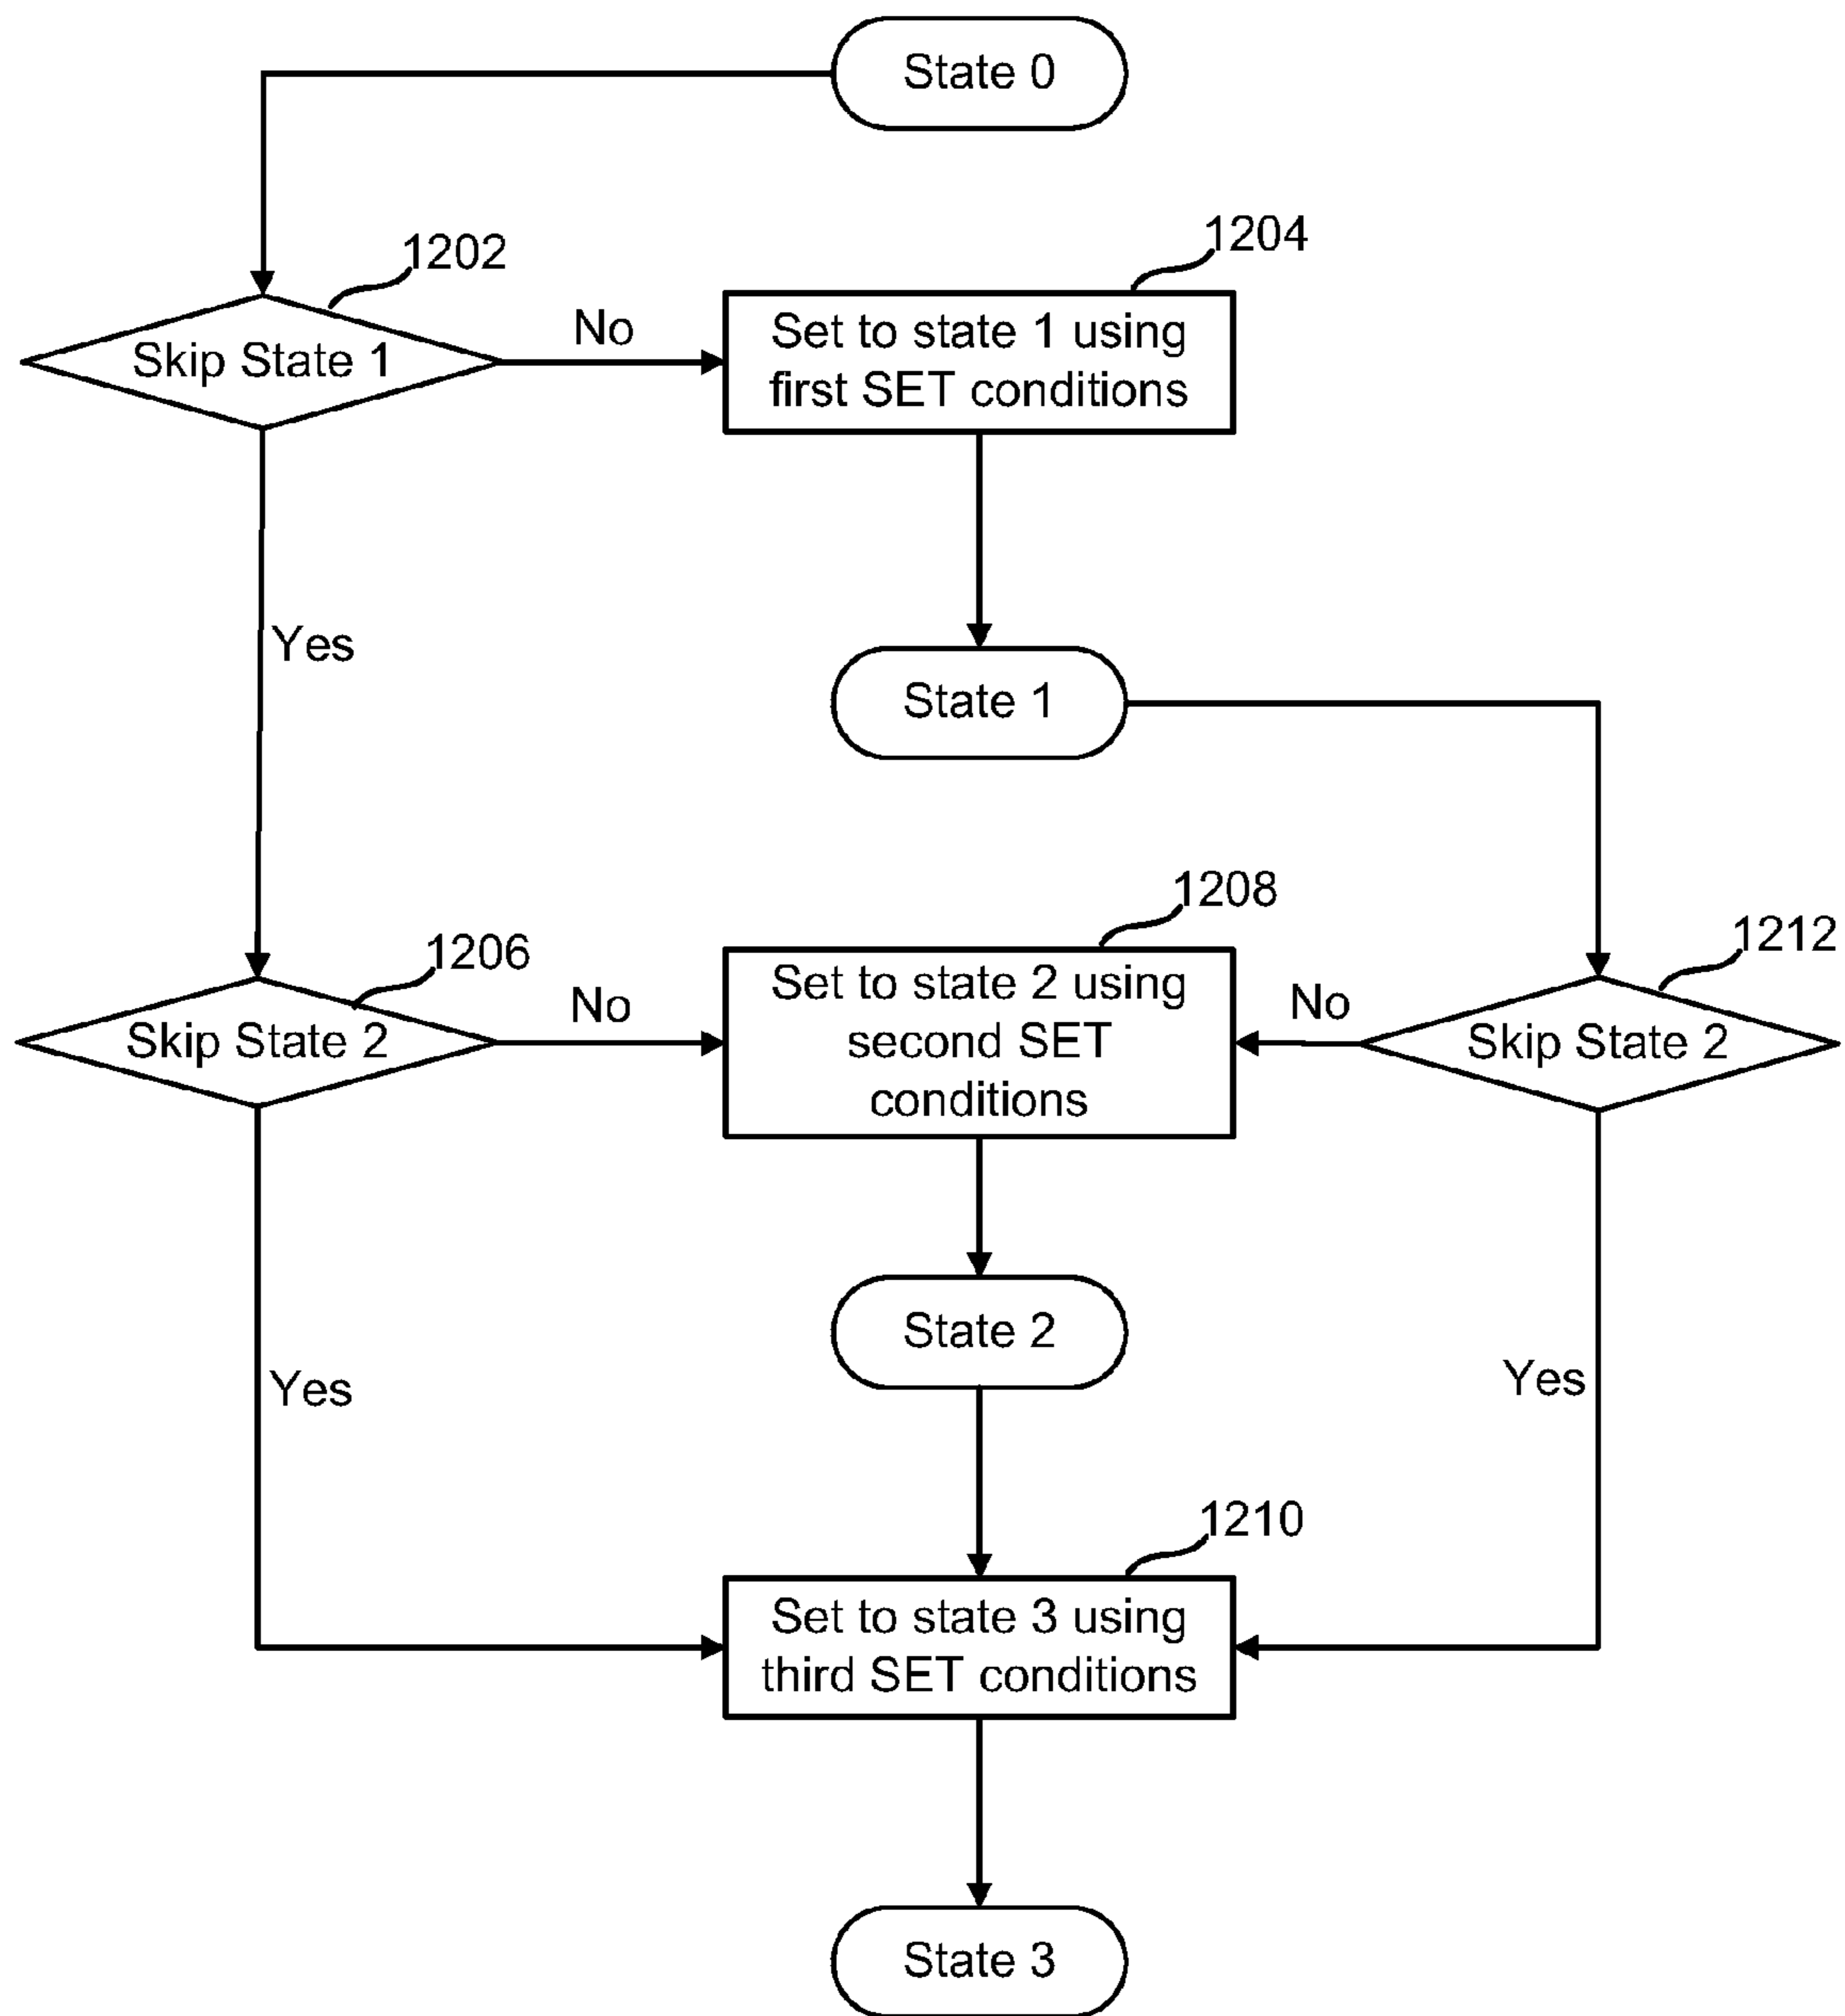 State 0
1202
1204
Skip State 1
No
Set to state 1 using
first SET conditions
Yes
State 1
1206
1208
1212
Skip State 2
No
Set to state 2 using
second SET
conditions
No
Skip State 2
State 2
Yes
Yes
1210
Set to state 3 using
third SET conditions
State 3